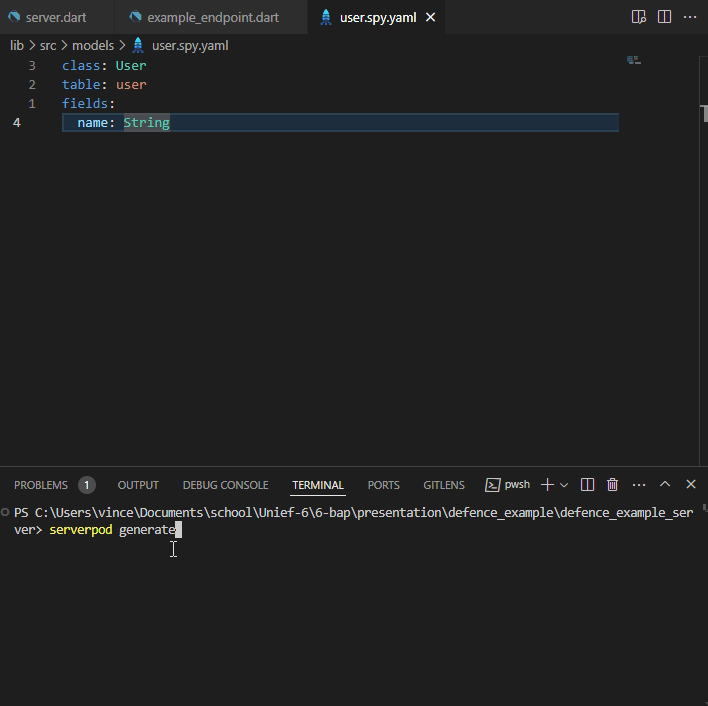 server.dart example_endpoint.dart user.spy.yaml
lib > src > models > user.spy.yaml
3 class: User
2 table: user
1 fields:
4 name: String
PROBLEMS 1 OUTPUT DEBUG CONSOLE TERMINAL PORTS GITLENS pwsh
PS C:\Users\vince\Documents\school\Unief-6\6-bap\presentation\defence_example\defence_example_ser
ver> serverpod generate